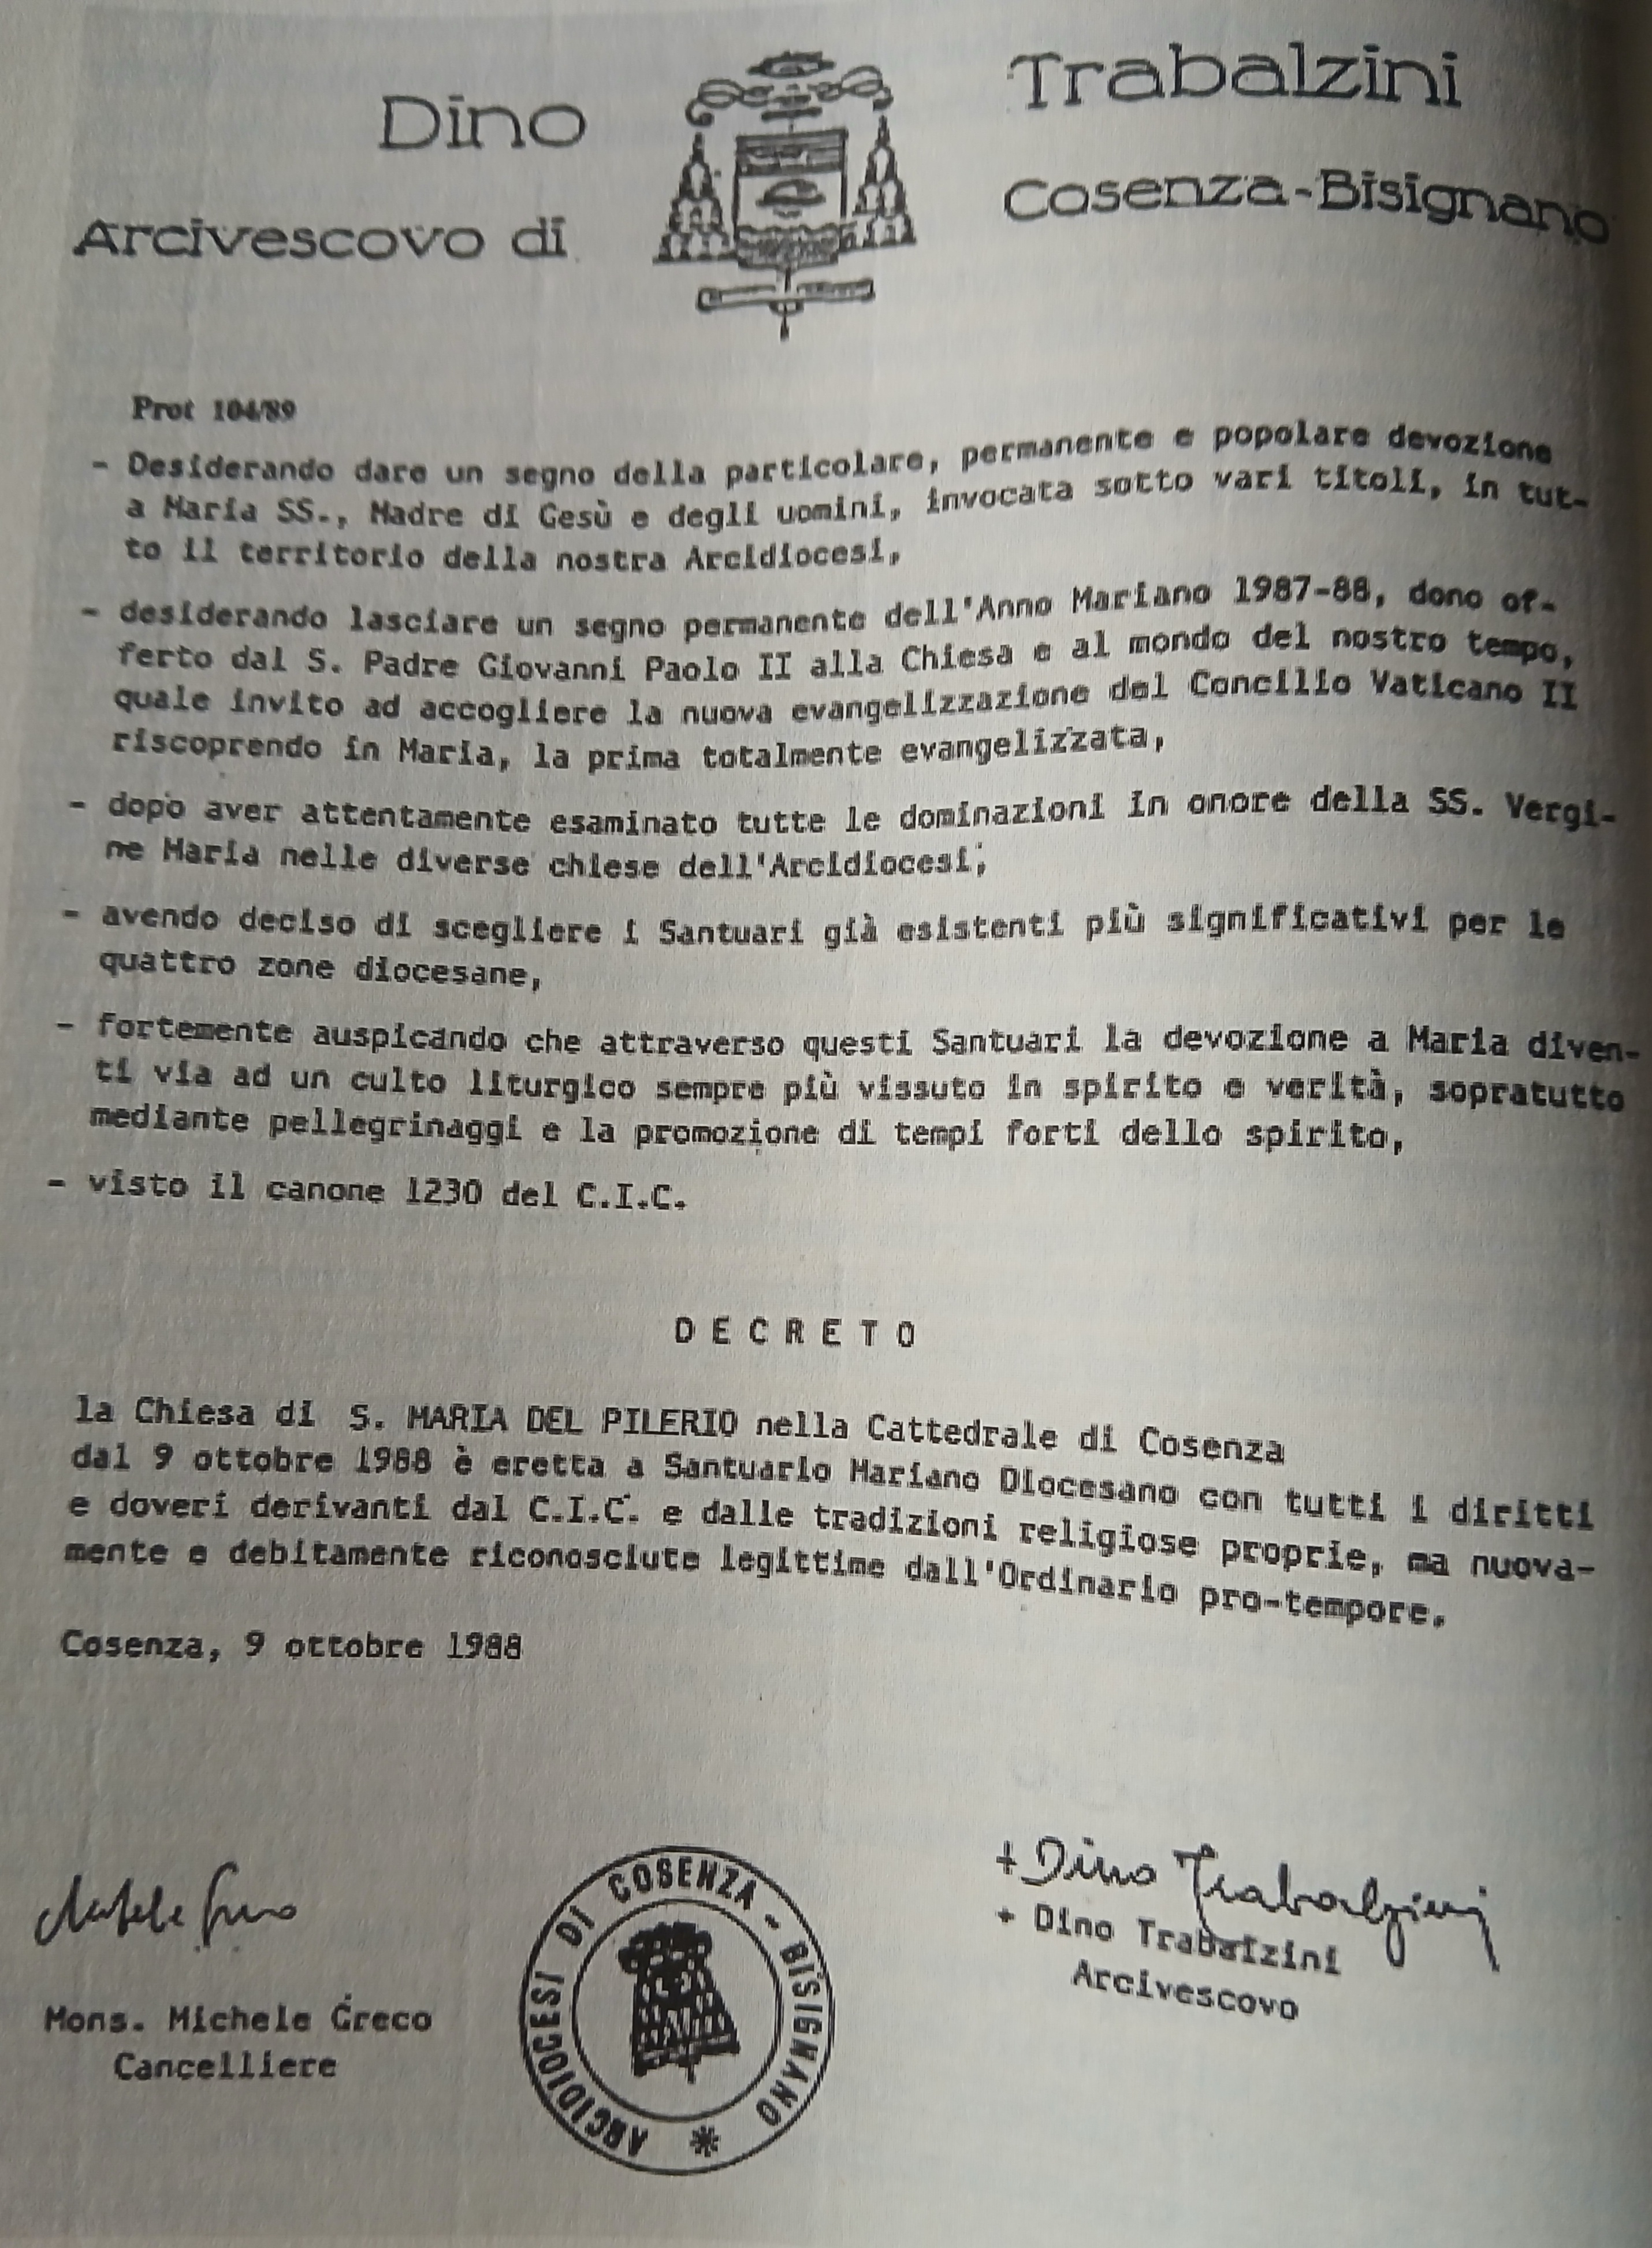 Dino Trabalzini
Arcivescovo di Cosenza-Bisignano
Prot 104/89
- Desiderando dare un segno della particolare, permanente e popolare devozione
a Maria SS., Madre di Gesù e degli uomini, invocata sotto vari titoli, in tut-
to il territorio della nostra Arcidiocesi,
- desiderando lasciare un segno permanente dell'Anno Mariano 1987-88, dono of-
ferto dal S. Padre Giovanni Paolo II alla Chiesa e al mondo del nostro tempo,
quale invito ad accogliere la nuova evangelizzazione del Concilio Vaticano II
riscoprendo in Maria, la prima totalmente evangelizzata,
- dopo aver attentamente esaminato tutte le dominazioni in onore della SS. Vergi-
ne Maria nelle diverse chiese dell'Arcidiocesi;
- avendo deciso di scegliere i Santuari già esistenti più significativi per le
quattro zone diocesane,
- fortemente auspicando che attraverso questi Santuari la devozione a Maria diven-
ti via ad un culto liturgico sempre più vissuto in spirito e verità, sopratutto
mediante pellegrinaggi e la promozione di tempi forti dello spirito,
- visto il canone 1230 del C.I.C.
DECRETO
la Chiesa di S. MARIA DEL PILERIO nella Cattedrale di Cosenza
dal 9 ottobre 1988 è eretta a Santuario Mariano Diocesano con tutti i diritti
e doveri derivanti dal C.I.C. e dalle tradizioni religiose proprie, ma nuova-
mente e debitamente riconosciute legittime dall'Ordinario pro-tempore.
Cosenza, 9 ottobre 1988
Michele Greco
Mons. Michele Greco
Cancelliere
ARCIDIOCESI DI COSENZA - BISIGNANO *
+ Dino Trabalzini
+ Dino Trabalzini
Arcivescovo